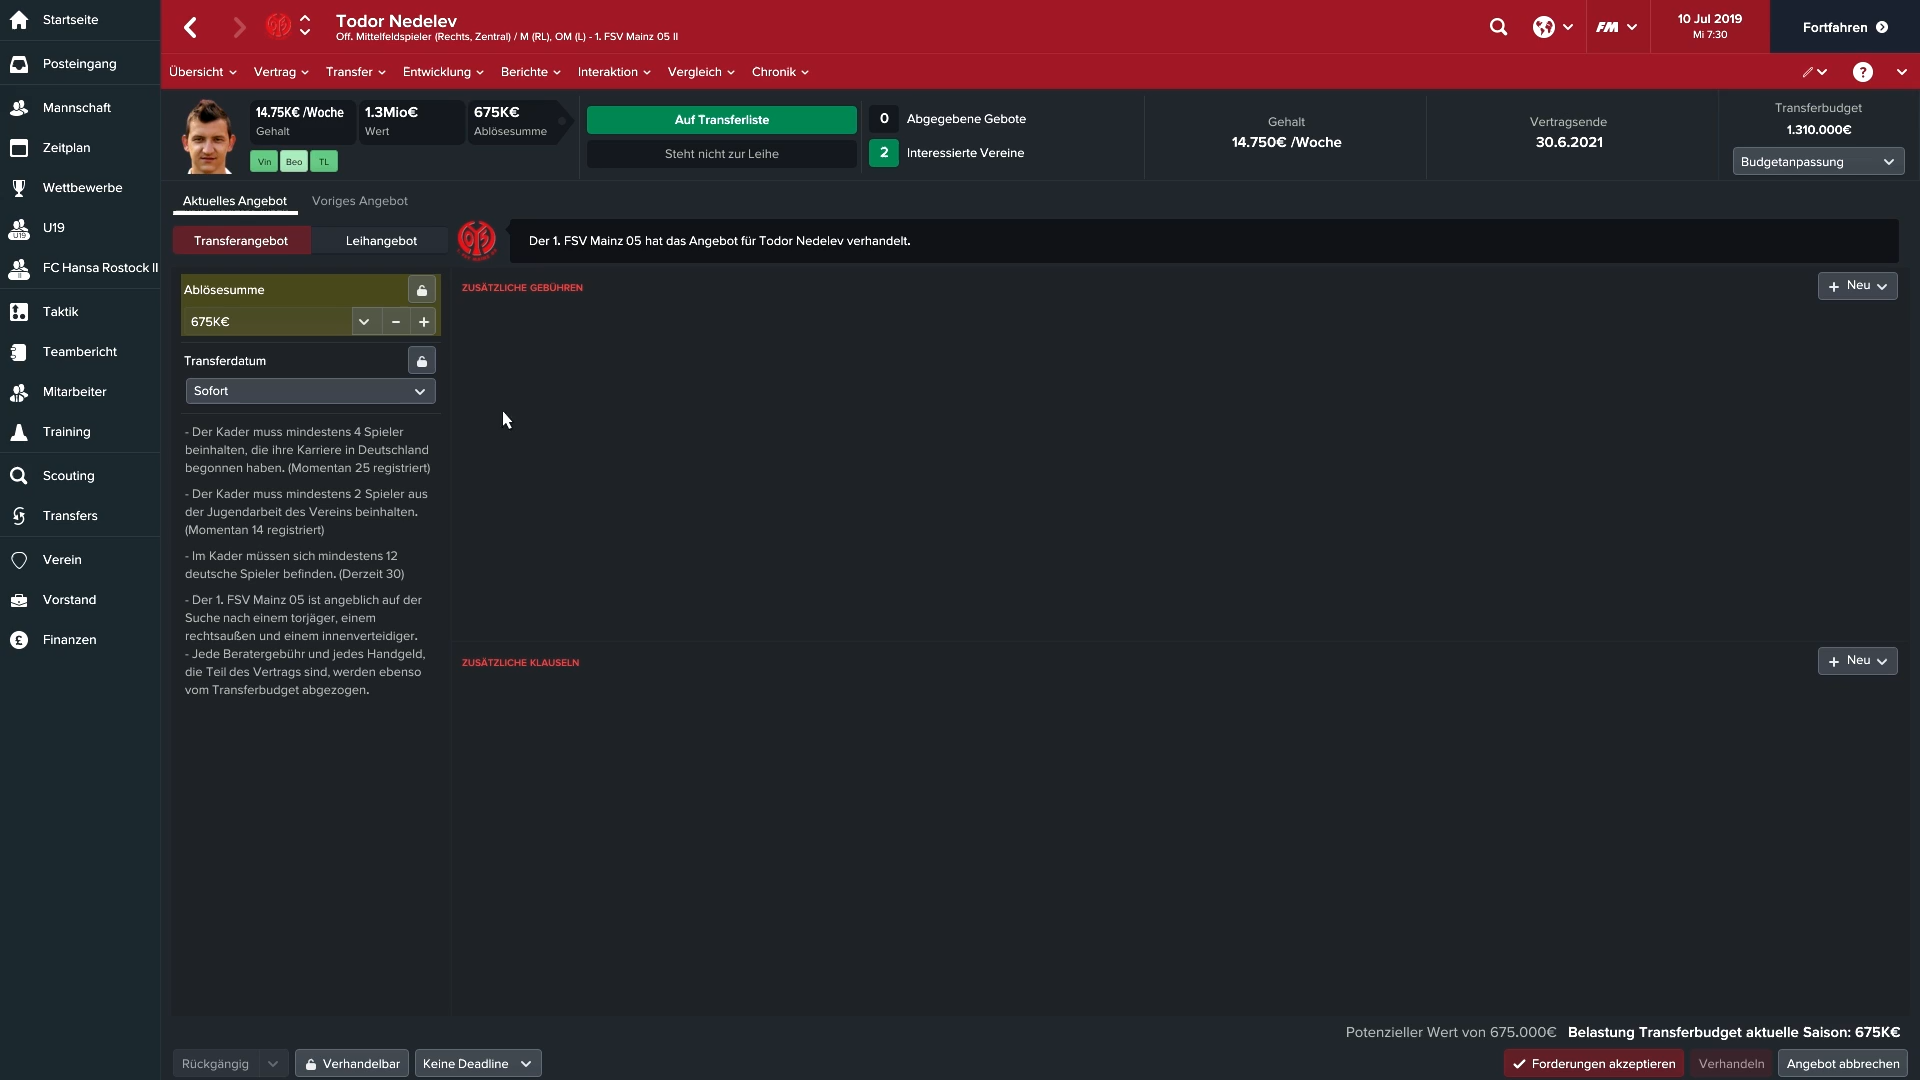 Startseite
Posteingang
Mannschaft
Zeitplan
Wettbewerbe
U19
FC Hansa Rostock II
Taktik
Teambericht
Mitarbeiter
Training
Scouting
Transfers
Verein
Vorstand
Finanzen
Todor Nedelev
Off. Mittelfeldspieler (Rechts, Zentral) / M (RL), OM (L) - 1. FSV Mainz 05 II
FM
10 Jul 2019
Mi 7:30
Fortfahren
Übersicht
Vertrag
Transfer
Entwicklung
Berichte
Interaktion
Vergleich
Chronik
?
14.75K€ /Woche
Gehalt
1.3Mio€
Wert
675K€
Ablösesumme
Vin
Beo
TL
Auf Transferliste
Steht nicht zur Leihe
0 Abgegebene Gebote
2 Interessierte Vereine
Gehalt
14.750€ /Woche
Vertragsende
30.6.2021
Transferbudget
1.310.000€
Budgetanpassung
Aktuelles Angebot
Voriges Angebot
Transferangebot
Leihangebot
Der 1. FSV Mainz 05 hat das Angebot für Todor Nedelev verhandelt.
Ablösesumme
675K€
- +
Transferdatum
Sofort
- Der Kader muss mindestens 4 Spieler
beinhalten, die ihre Karriere in Deutschland
begonnen haben. (Momentan 25 registriert)
- Der Kader muss mindestens 2 Spieler aus
der Jugendarbeit des Vereins beinhalten.
(Momentan 14 registriert)
- Im Kader müssen sich mindestens 12
deutsche Spieler befinden. (Derzeit 30)
- Der 1. FSV Mainz 05 ist angeblich auf der
Suche nach einem torjäger, einem
rechtsaußen und einem innenverteidiger.
- Jede Beratergebühr und jedes Handgeld,
die Teil des Vertrags sind, werden ebenso
vom Transferbudget abgezogen.
ZUSÄTZLICHE GEBÜHREN
+ Neu
ZUSÄTZLICHE KLAUSELN
+ Neu
Potenzieller Wert von 675.000€ Belastung Transferbudget aktuelle Saison: 675K€
Rückgängig
Verhandelbar
Keine Deadline
Forderungen akzeptieren
Verhandeln
Angebot abbrechen